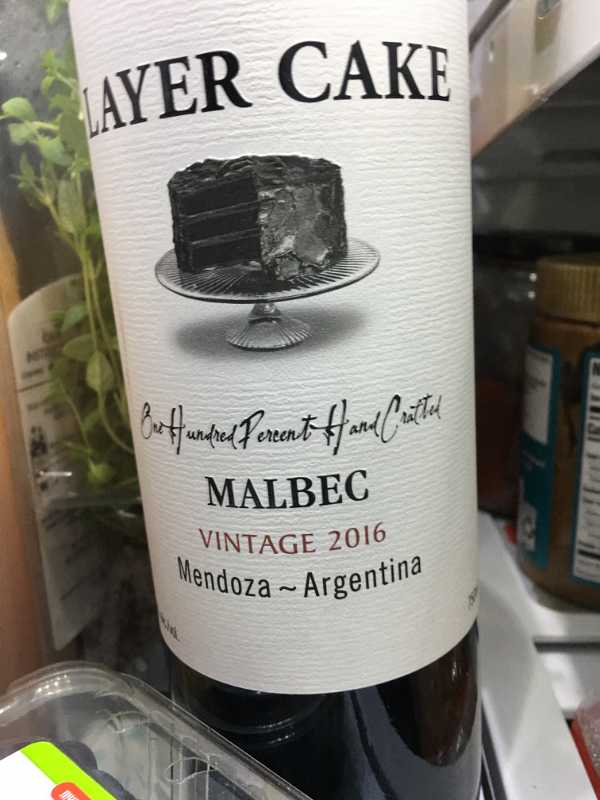 LAYER CAKE
One Hundred Percent Hand Crafted
MALBEC
VINTAGE 2016
Mendoza ~ Argentina